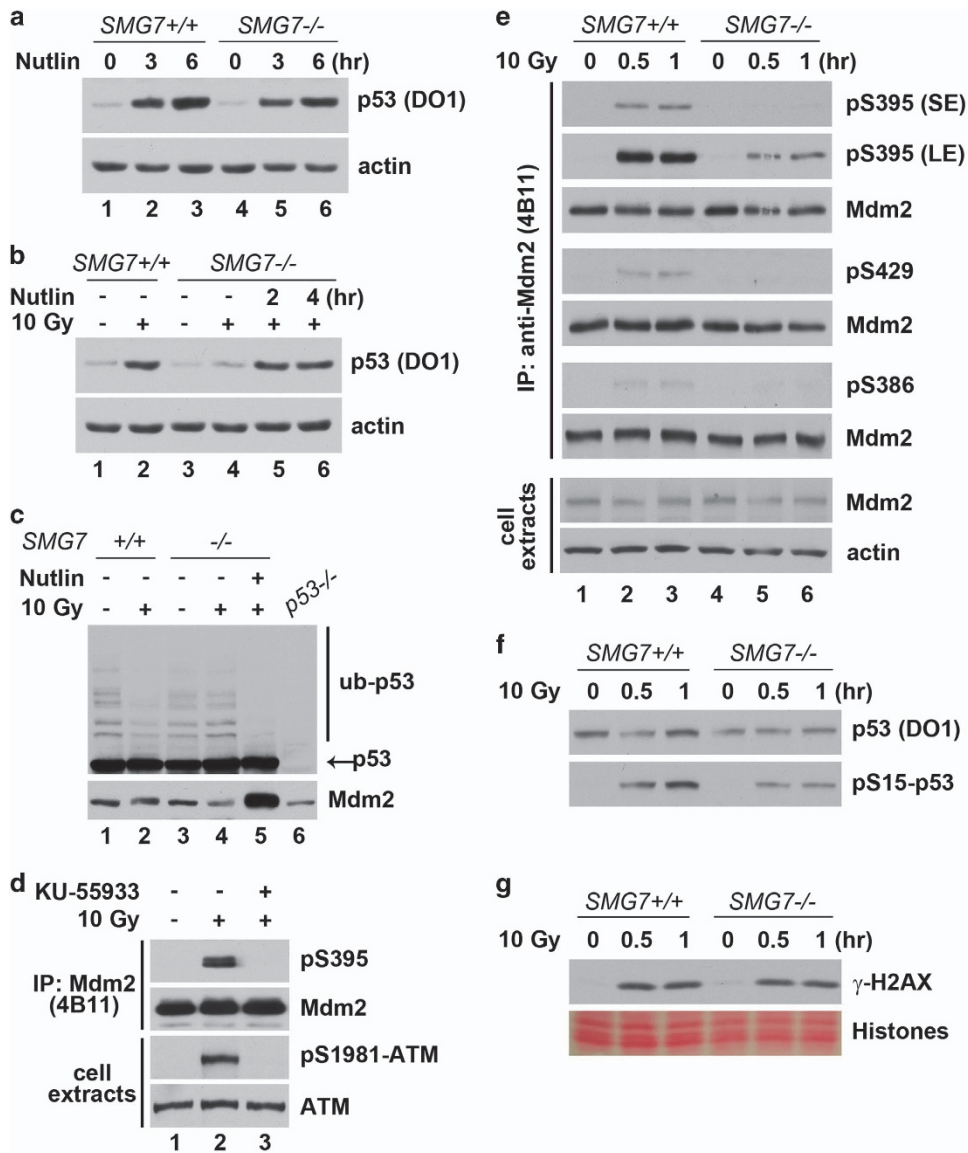 a
SMG7+/+ SMG7-/-
Nutlin 0 3 6 0 3 6 (hr)
p53 (DO1)
actin
1 2 3 4 5 6
b
SMG7+/+ SMG7-/-
Nutlin - - - - 2 4 (hr)
10 Gy - + - + + +
p53 (DO1)
actin
1 2 3 4 5 6
c
SMG7 +/+ -/-
Nutlin - - - - + p53-/-
10 Gy - + - + +
ub-p53
←p53
Mdm2
1 2 3 4 5 6
d
KU-55933 - - +
10 Gy - + +
IP: Mdm2
(4B11)
pS395
Mdm2
cell
extracts
pS1981-ATM
ATM
1 2 3
e
SMG7+/+ SMG7-/-
10 Gy 0 0.5 1 0 0.5 1 (hr)
IP: anti-Mdm2 (4B11)
pS395 (SE)
pS395 (LE)
Mdm2
pS429
Mdm2
pS386
Mdm2
cell
extracts
Mdm2
actin
1 2 3 4 5 6
f
SMG7+/+ SMG7-/-
10 Gy 0 0.5 1 0 0.5 1 (hr)
p53 (DO1)
pS15-p53
g
SMG7+/+ SMG7-/-
10 Gy 0 0.5 1 0 0.5 1 (hr)
γ-H2AX
Histones